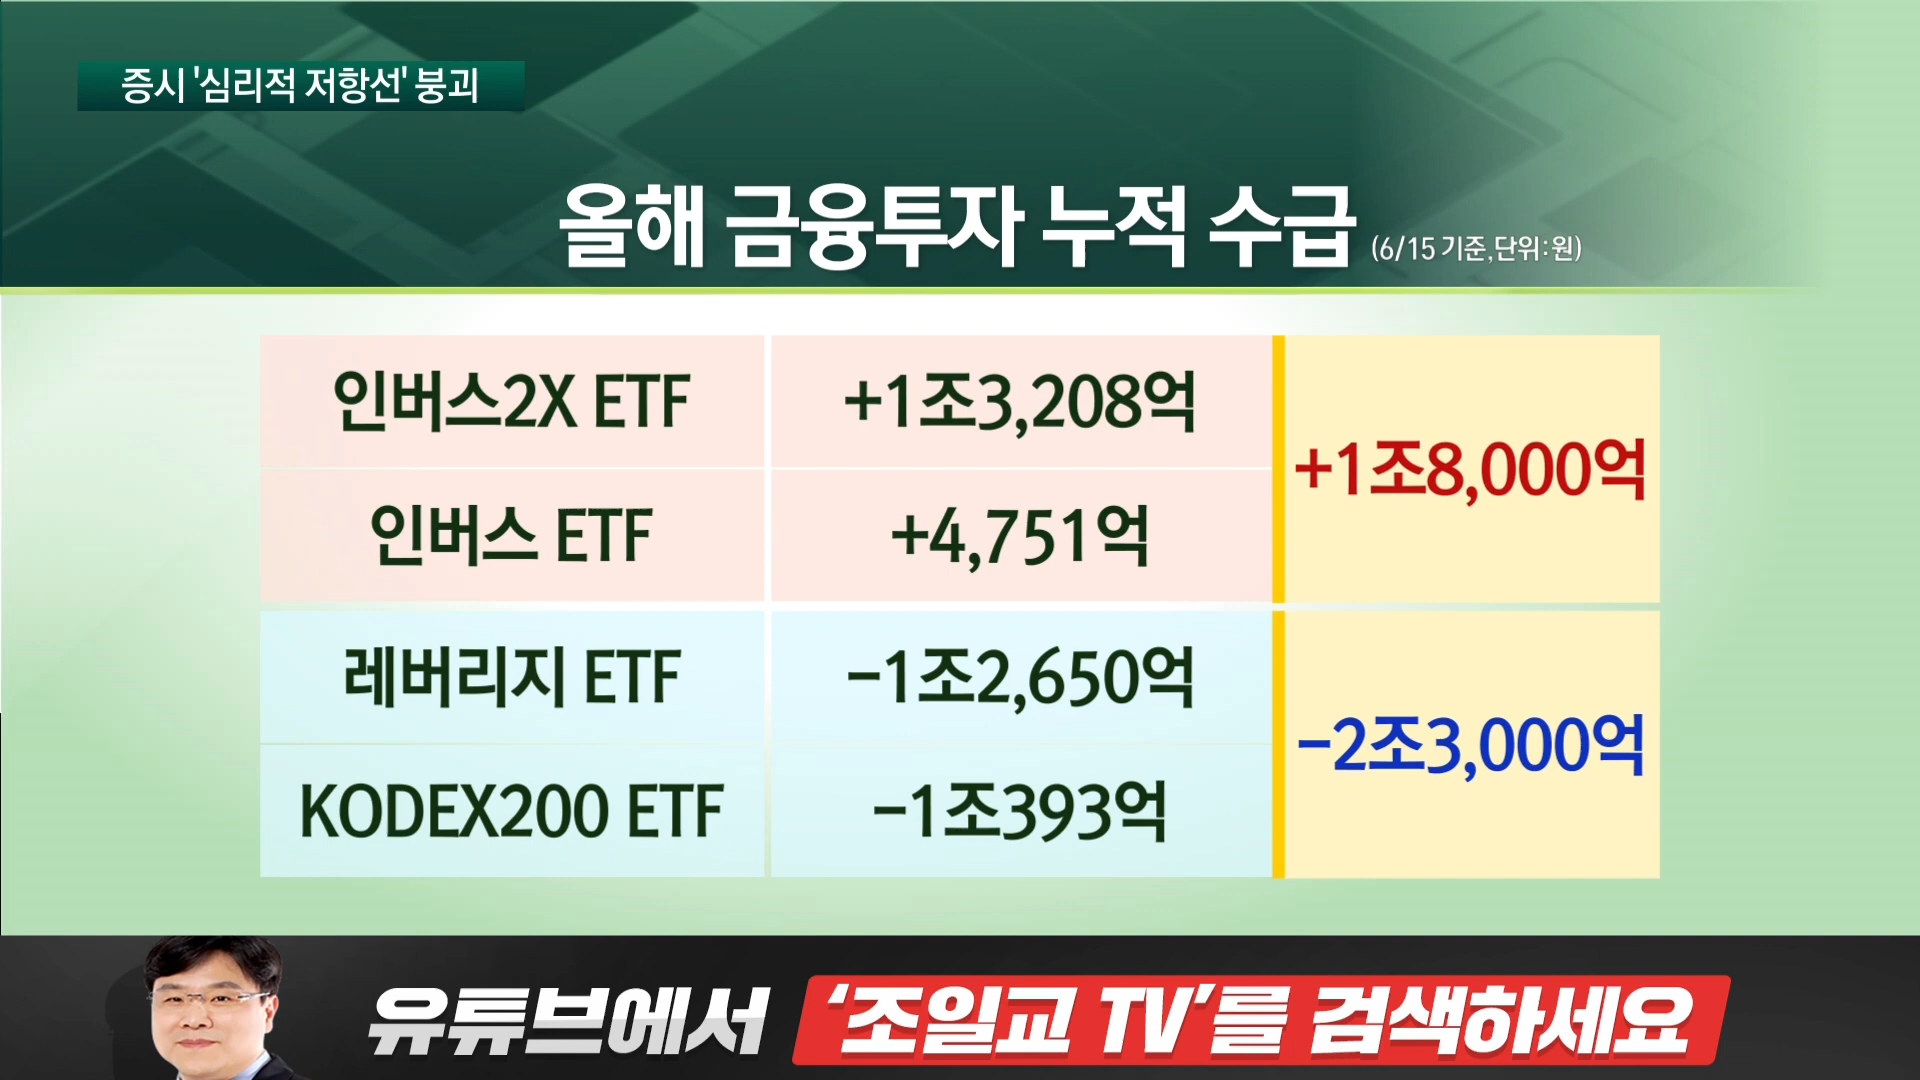 증시 '심리적 저항선' 붕괴
올해 금융투자 누적 수급 (6/15 기준,단위:원)
인버스2X ETF +1조3,208억
+1조8,000억
인버스 ETF +4,751억
레버리지 ETF -1조2,650억
-2조3,000억
KODEX200 ETF -1조393억
유튜브에서 '조일교 TV'를 검색하세요